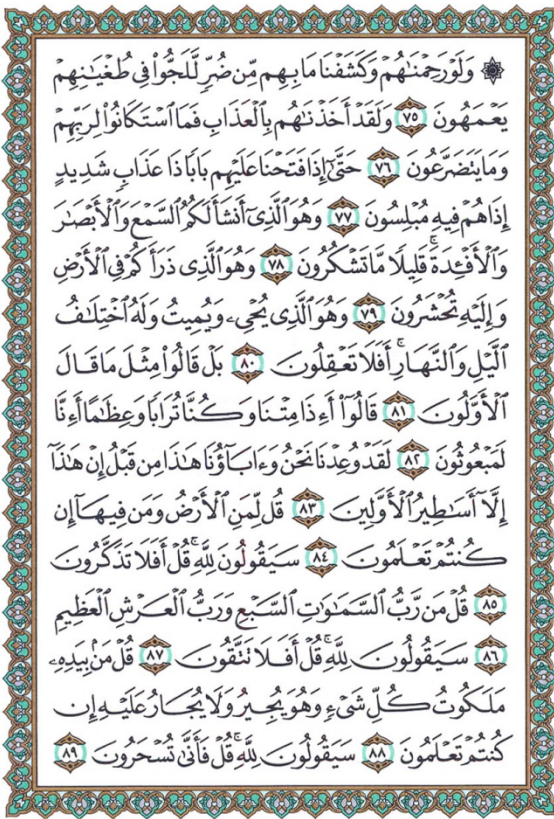 ۞ وَلَوْ رَحِمْنَٰهُمْ وَكَشَفْنَا مَا بِهِم مِّن ضُرٍّ لَّلَجُّوا۟ فِى طُغْيَٰنِهِمْ
يَعْمَهُونَ ٧٥ وَلَقَدْ أَخَذْنَٰهُم بِٱلْعَذَابِ فَمَا ٱسْتَكَانُوا۟ لِرَبِّهِمْ
وَمَا يَتَضَرَّعُونَ ٧٦ حَتَّىٰٓ إِذَا فَتَحْنَا عَلَيْهِم بَابًا ذَا عَذَابٍ شَدِيدٍ
إِذَا هُمْ فِيهِ مُبْلِسُونَ ٧٧ وَهُوَ ٱلَّذِىٓ أَنشَأَ لَكُمُ ٱلسَّمْعَ وَٱلْأَبْصَٰرَ
وَٱلْأَفْـِٔدَةَ ۚ قَلِيلًا مَّا تَشْكُرُونَ ٧٨ وَهُوَ ٱلَّذِى ذَرَأَكُمْ فِى ٱلْأَرْضِ
وَإِلَيْهِ تُحْشَرُونَ ٧٩ وَهُوَ ٱلَّذِى يُحْىِۦ وَيُمِيتُ وَلَهُ ٱخْتِلَٰفُ
ٱلَّيْلِ وَٱلنَّهَارِ ۚ أَفَلَا تَعْقِلُونَ ٨٠ بَلْ قَالُوا۟ مِثْلَ مَا قَالَ
ٱلْأَوَّلُونَ ٨١ قَالُوٓا۟ أَءِذَا مِتْنَا وَكُنَّا تُرَابًا وَعِظَٰمًا أَءِنَّا
لَمَبْعُوثُونَ ٨٢ لَقَدْ وُعِدْنَا نَحْنُ وَءَابَآؤُنَا هَٰذَا مِن قَبْلُ إِنْ هَٰذَآ
إِلَّآ أَسَٰطِيرُ ٱلْأَوَّلِينَ ٨٣ قُل لِّمَنِ ٱلْأَرْضُ وَمَن فِيهَآ إِن
كُنتُمْ تَعْلَمُونَ ٨٤ سَيَقُولُونَ لِلَّهِ ۚ قُلْ أَفَلَا تَذَكَّرُونَ
٨٥ قُلْ مَن رَّبُّ ٱلسَّمَٰوَٰتِ ٱلسَّبْعِ وَرَبُّ ٱلْعَرْشِ ٱلْعَظِيمِ
٨٦ سَيَقُولُونَ لِلَّهِ ۚ قُلْ أَفَلَا تَتَّقُونَ ٨٧ قُلْ مَنۢ بِيَدِهِۦ
مَلَكُوتُ كُلِّ شَىْءٍ وَهُوَ يُجِيرُ وَلَا يُجَارُ عَلَيْهِ إِن
كُنتُمْ تَعْلَمُونَ ٨٨ سَيَقُولُونَ لِلَّهِ ۚ قُلْ فَأَنَّىٰ تُسْحَرُونَ ٨٩